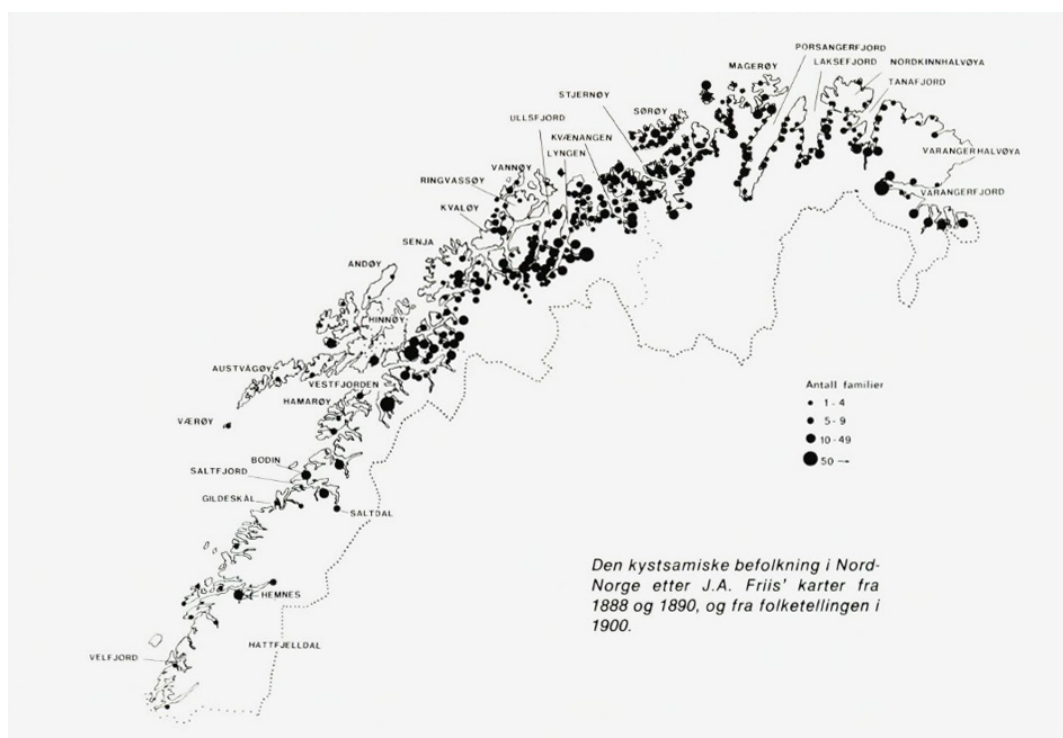 PORSANGERFJORD
LAKSEFJORD
NORDKINNHALVØYA
MAGERØY
TANAFJORD
STJERNØY
SØRØY
ULLSFJORD
KVÆNANGEN
LYNGEN
VARANGERHALVØYA
VANNØY
RINGVASSØY
VARANGERFJORD
KVALØY
SENJA
ANDØY
HINNØY
AUSTVÅGØY
VESTFJORDEN
HAMARØY
VÆRØY
Antall familier
1 - 4
5 - 9
10 - 49
50 →
BODIN
SALTFJORD
GILDESKÅL
SALTDAL
Den kystsamiske befolkning i Nord-
Norge etter J.A. Friis' karter fra
1888 og 1890, og fra folketellingen i
1900.
HEMNES
HATTFJELLDAL
VELFJORD